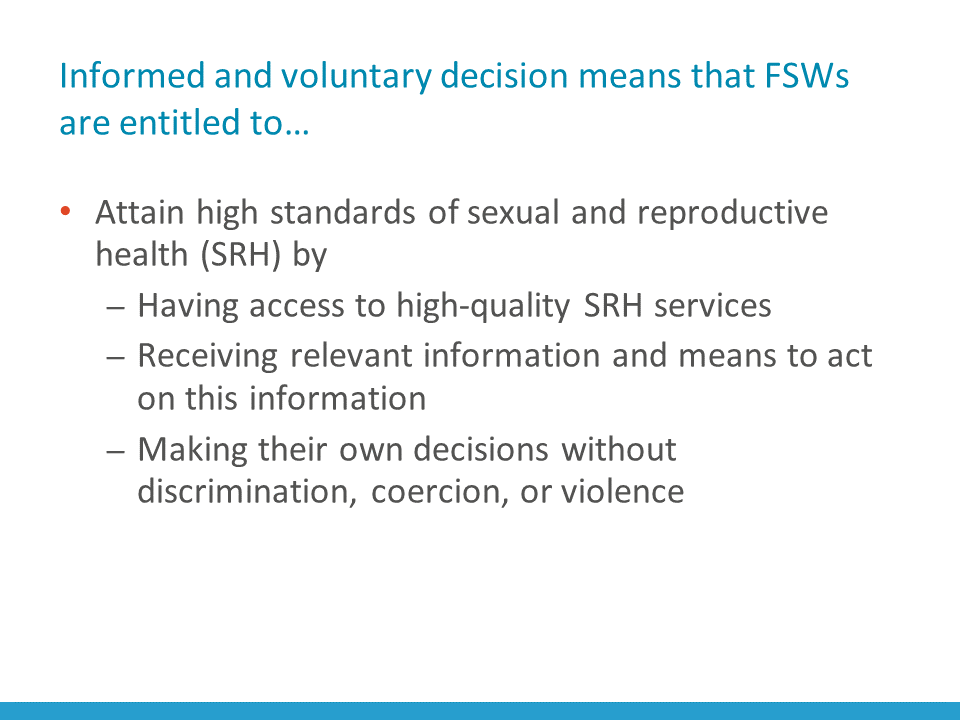 Informed and voluntary decision means that FSWs
are entitled to…
• Attain high standards of sexual and reproductive
health (SRH) by
– Having access to high-quality SRH services
– Receiving relevant information and means to act
on this information
– Making their own decisions without
discrimination, coercion, or violence